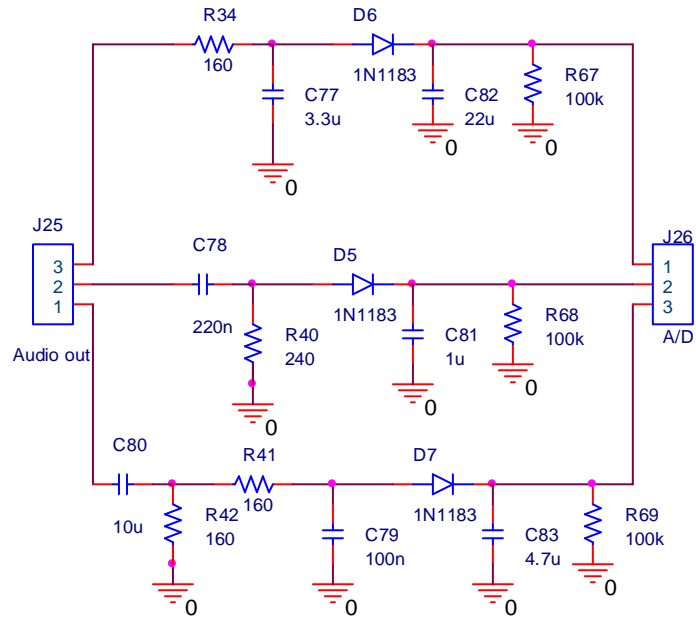 R34
160
D6
1N1183
C77
3.3u
C82
22u
R67
100k
0
0
0
J25
3
2
1
Audio out
C78
220n
R40
240
0
D5
1N1183
C81
1u
0
R68
100k
0
J26
1
2
3
A/D
C80
10u
R42
160
0
R41
160
C79
100n
0
D7
1N1183
C83
4.7u
0
R69
100k
0